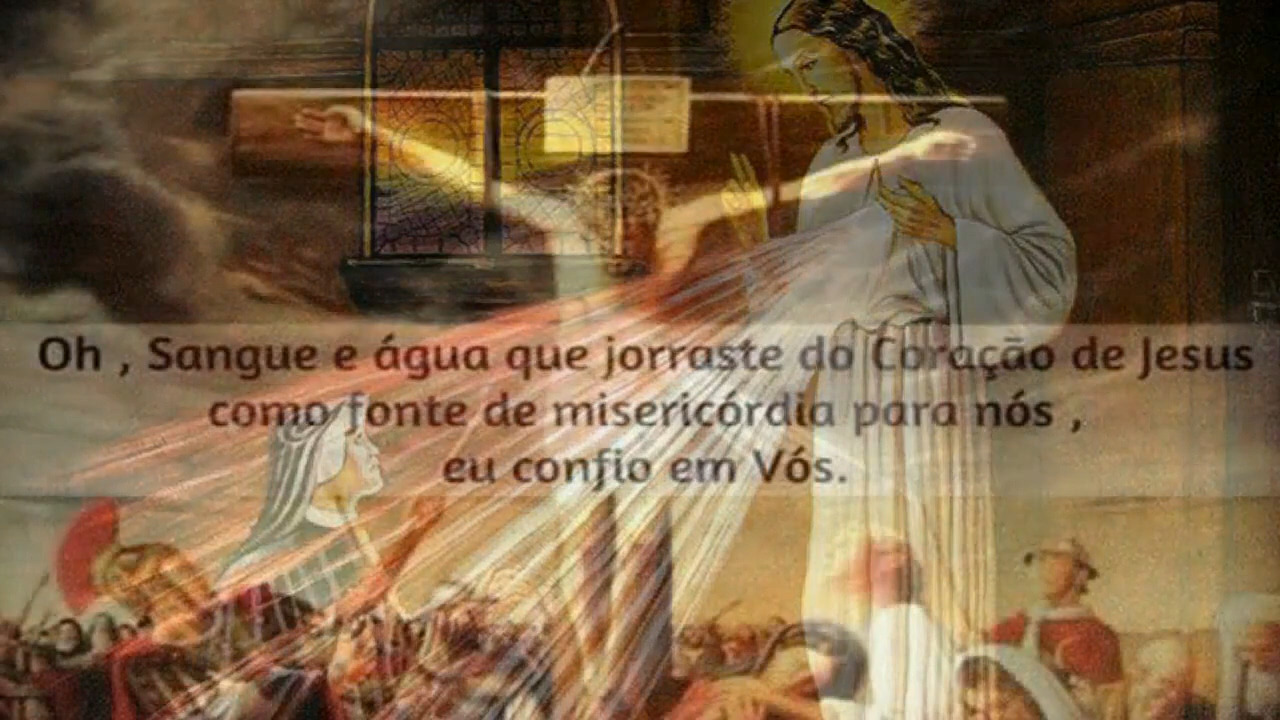 Oh , Sangue e água que jorraste do Coração de Jesus
como fonte de misericórdia para nós ,
eu confio em Vós.